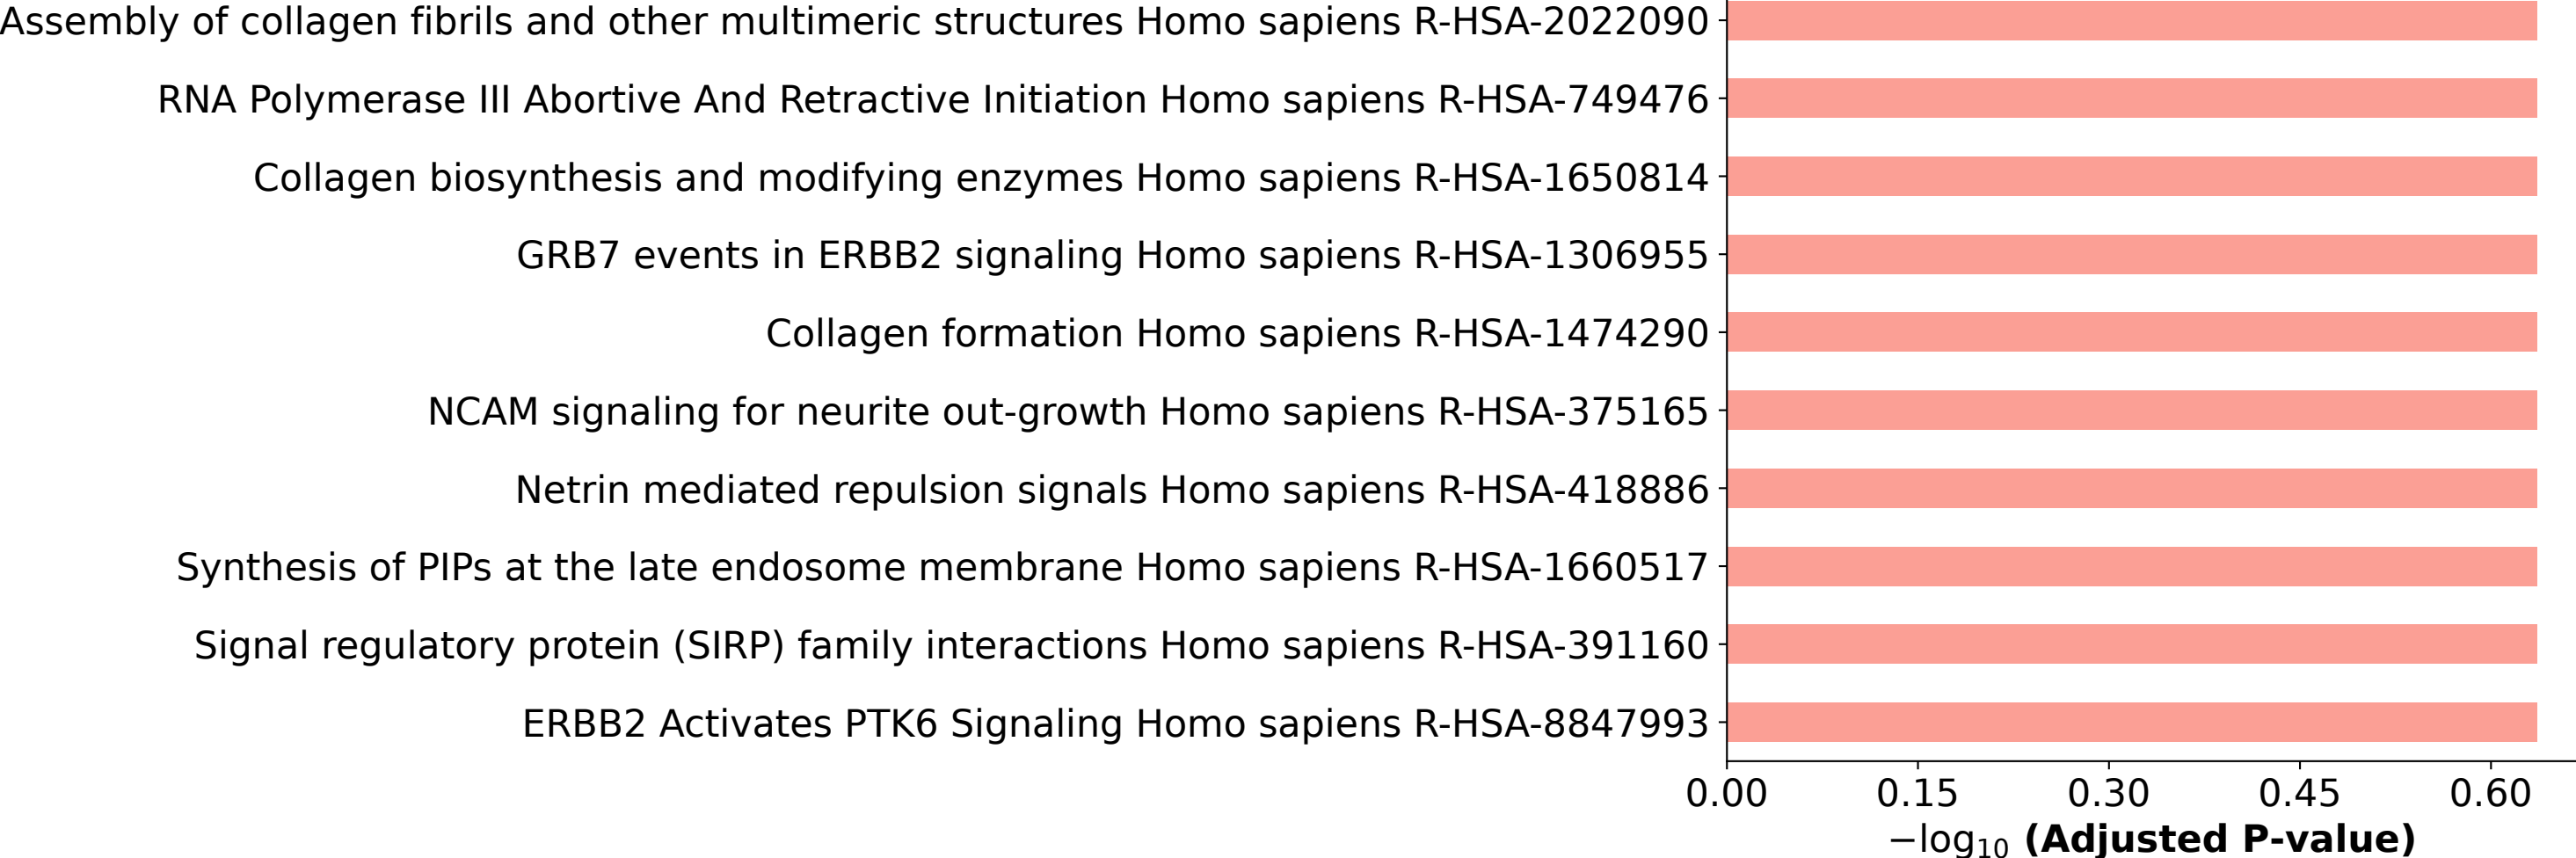 Assembly of collagen fibrils and other multimeric structures Homo sapiens R-HSA-2022090
RNA Polymerase III Abortive And Retractive Initiation Homo sapiens R-HSA-749476
Collagen biosynthesis and modifying enzymes Homo sapiens R-HSA-1650814
GRB7 events in ERBB2 signaling Homo sapiens R-HSA-1306955
Collagen formation Homo sapiens R-HSA-1474290
NCAM signaling for neurite out-growth Homo sapiens R-HSA-375165
Netrin mediated repulsion signals Homo sapiens R-HSA-418886
Synthesis of PIPs at the late endosome membrane Homo sapiens R-HSA-1660517
Signal regulatory protein (SIRP) family interactions Homo sapiens R-HSA-391160
ERBB2 Activates PTK6 Signaling Homo sapiens R-HSA-8847993
0.00 0.15 0.30 0.45 0.60
−log₁₀ (Adjusted P-value)